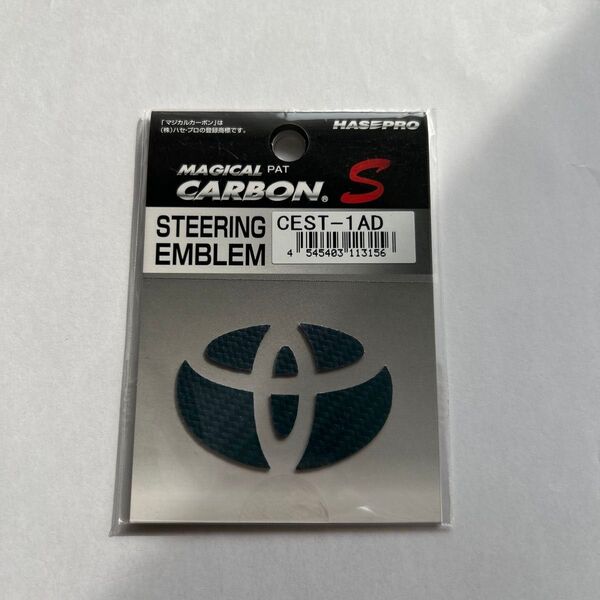 「マジカルカーボン」は
(株)ハセ・プロの登録商標です。
HASEPRO
MAGICAL PAT
CARBON® S
STEERING
EMBLEM
CEST-1AD
4 545403 113156